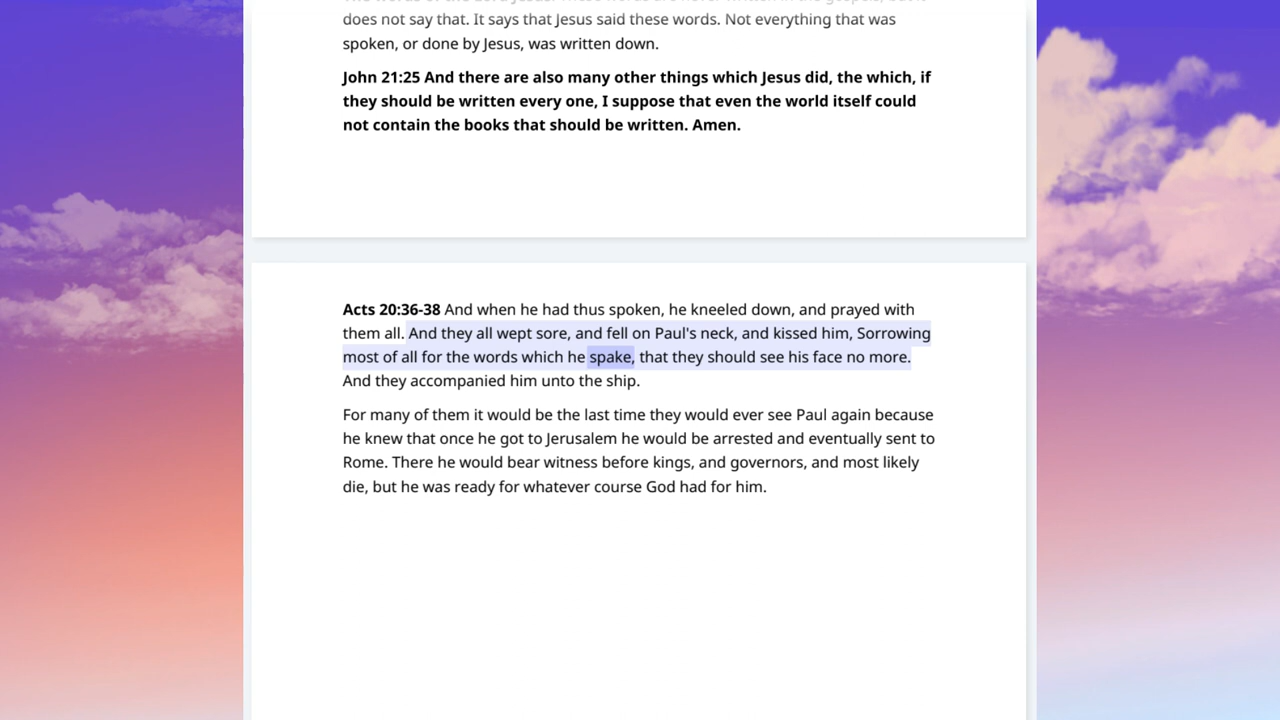 does not say that. It says that Jesus said these words. Not everything that was
spoken, or done by Jesus, was written down.
John 21:25 And there are also many other things which Jesus did, the which, if
they should be written every one, I suppose that even the world itself could
not contain the books that should be written. Amen.
Acts 20:36-38 And when he had thus spoken, he kneeled down, and prayed with
them all. And they all wept sore, and fell on Paul's neck, and kissed him, Sorrowing
most of all for the words which he spake, that they should see his face no more.
And they accompanied him unto the ship.
For many of them it would be the last time they would ever see Paul again because
he knew that once he got to Jerusalem he would be arrested and eventually sent to
Rome. There he would bear witness before kings, and governors, and most likely
die, but he was ready for whatever course God had for him.